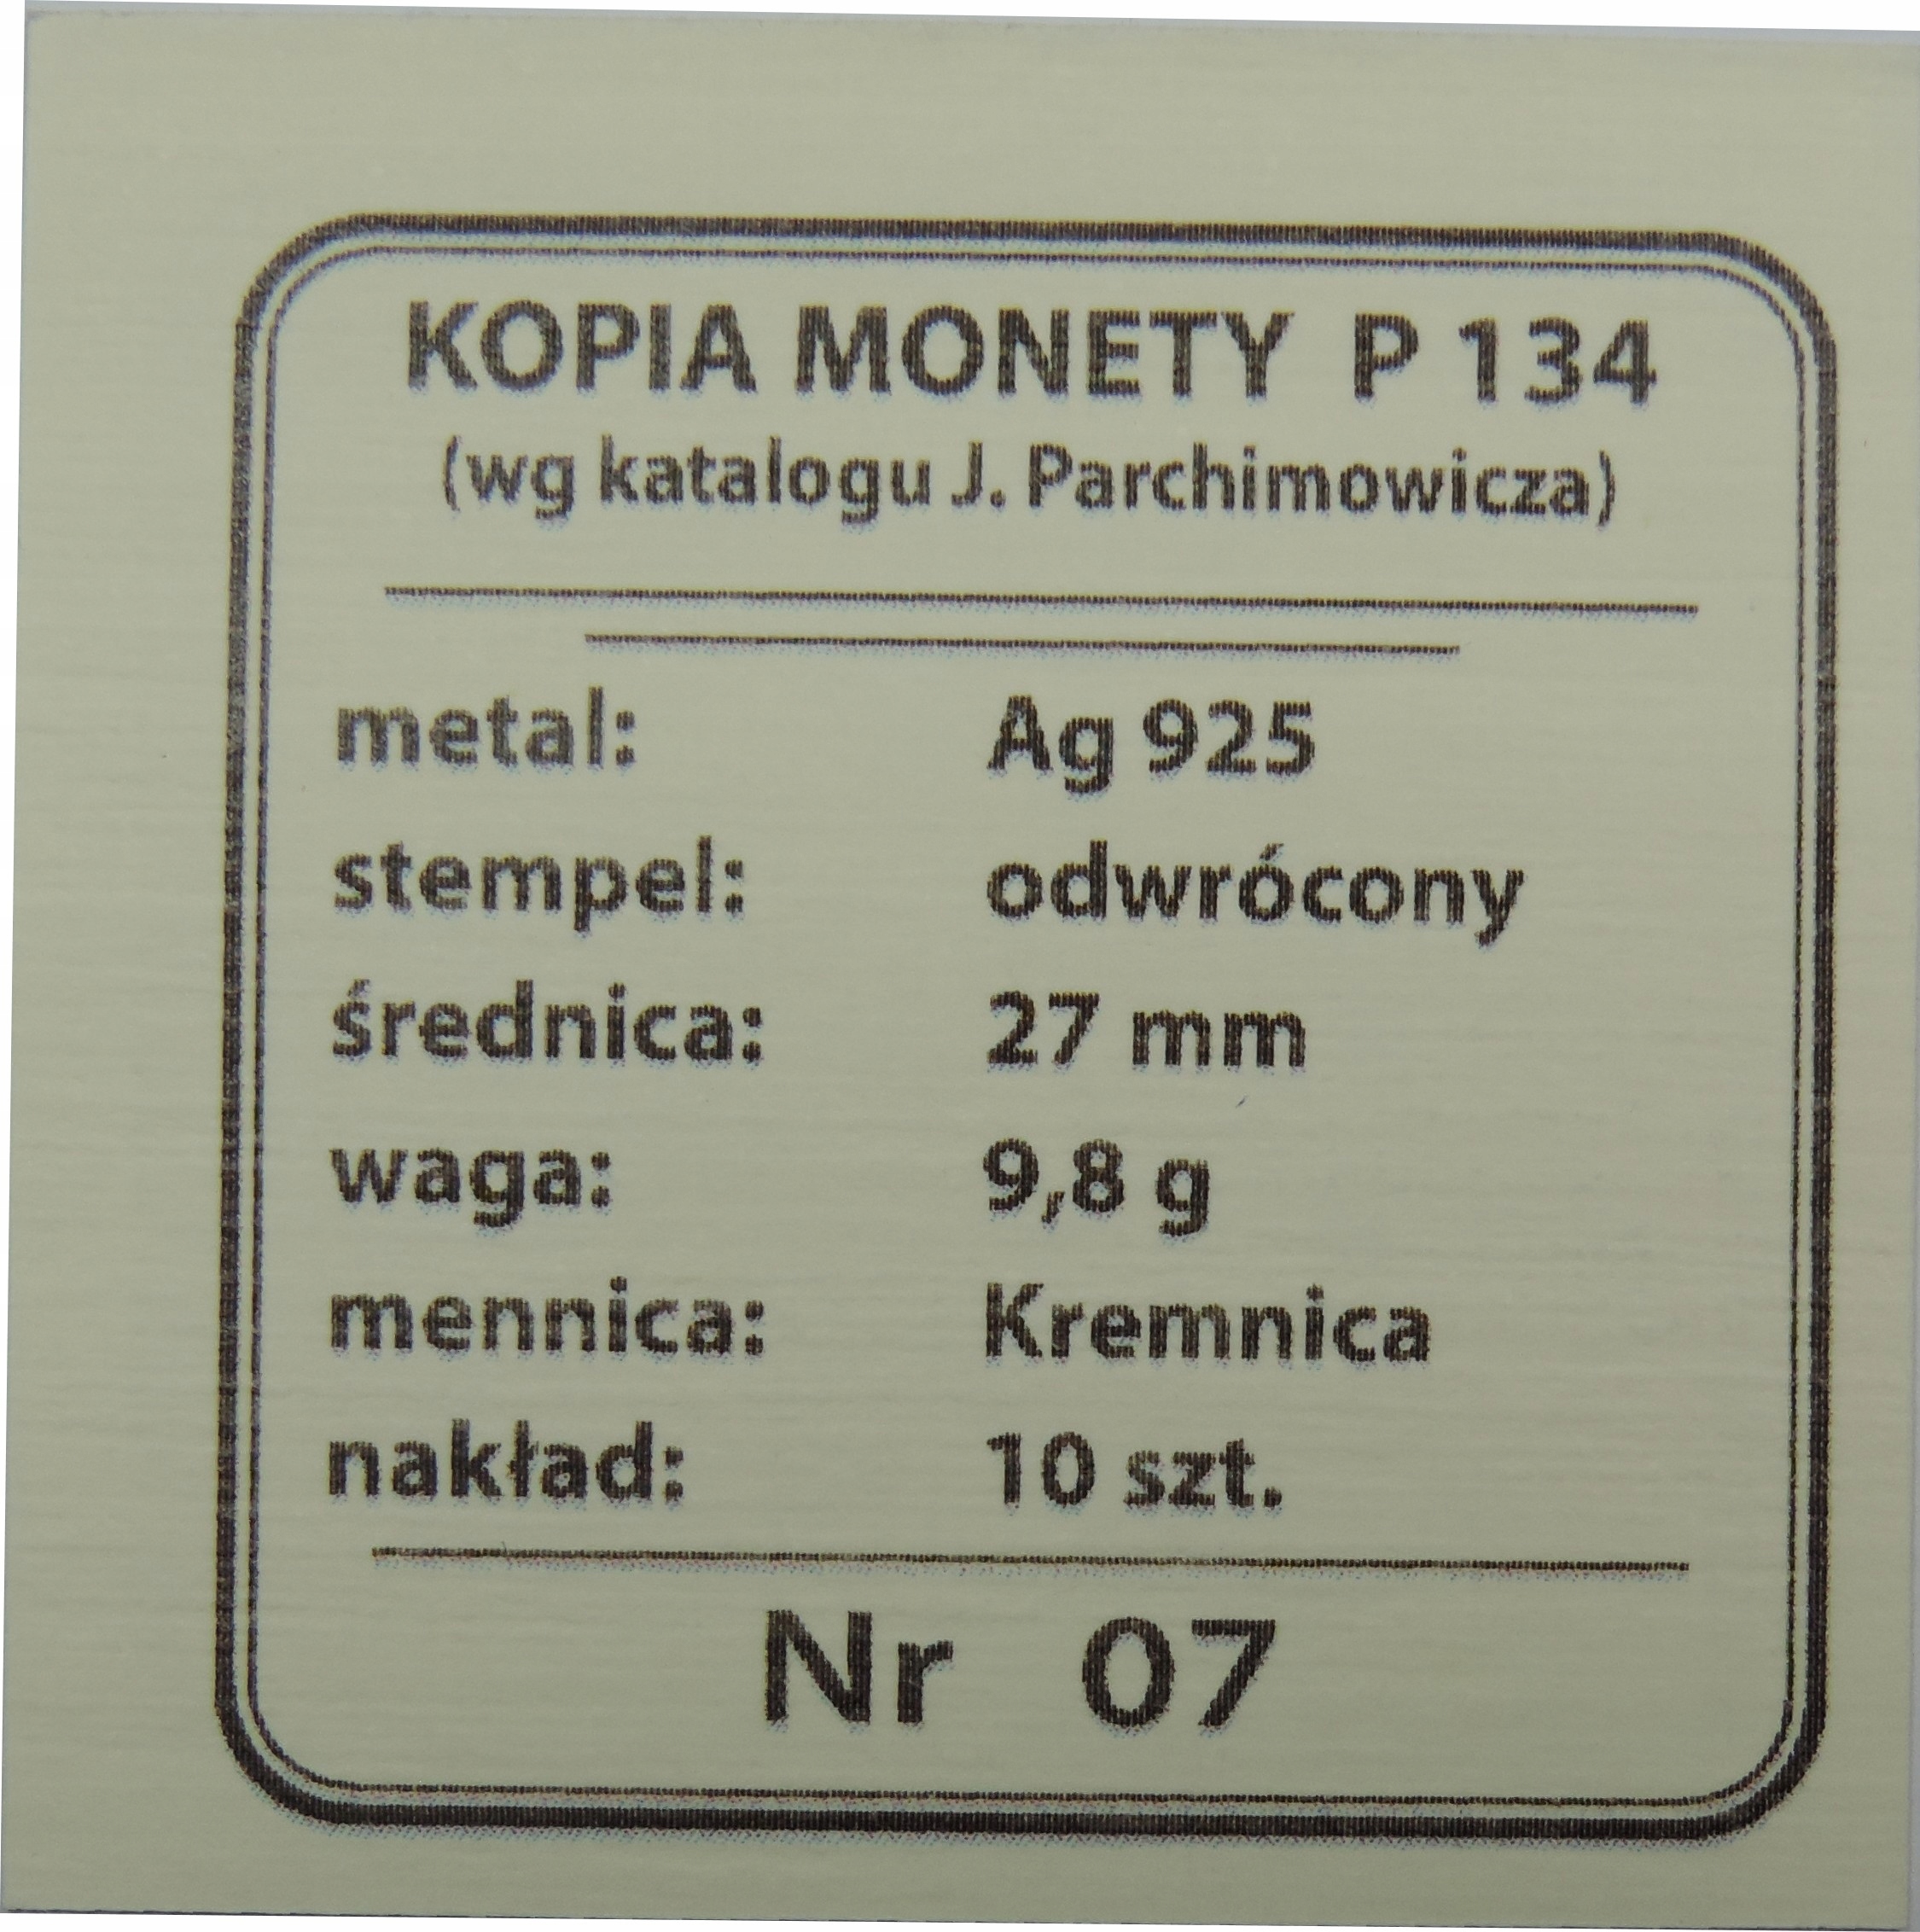 KOPIA MONETY P 134
(wg katalogu J. Parchimowicza)
metal: Ag 925
stempel: odwrócony
średnica: 27 mm
waga: 9,8 g
mennica: Kremnica
nakład: 10 szt.
Nr 07